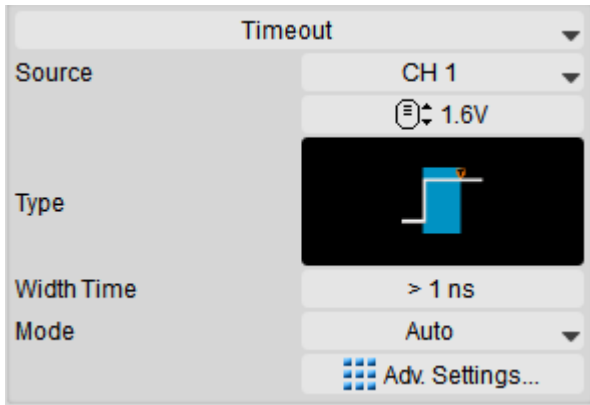 Timeout
Source CH 1
1.6V
Type
T
Width Time > 1 ns
Mode Auto
Adv. Settings...